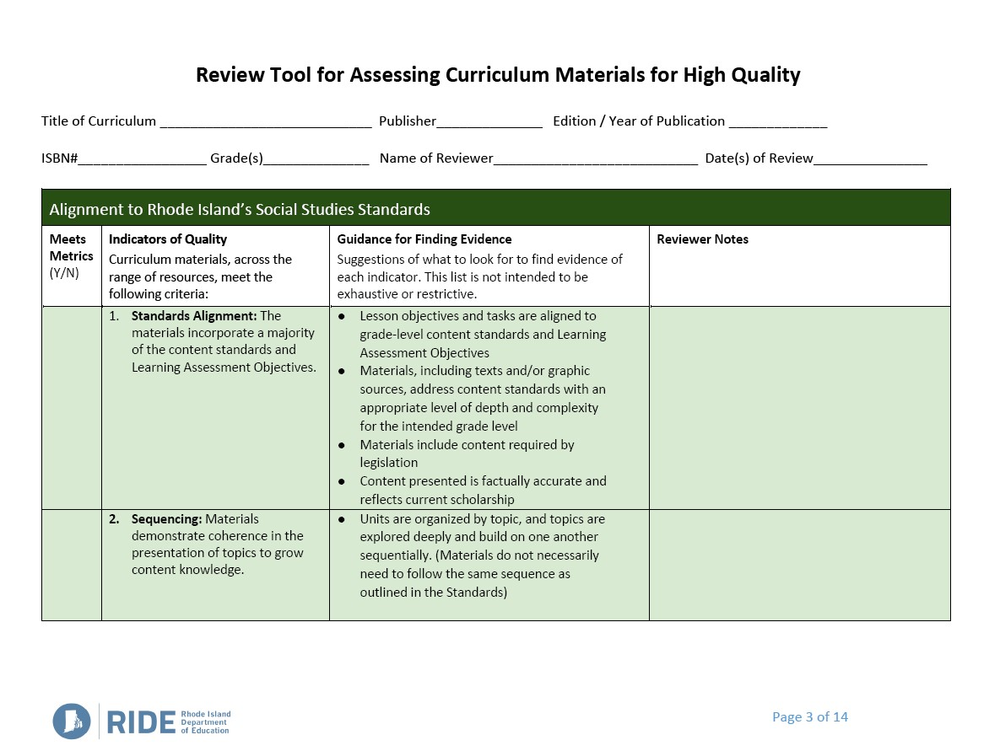 Review Tool for Assessing Curriculum Materials for High Quality
Title of Curriculum ____________________________ Publisher______________ Edition / Year of Publication _____________
ISBN#_________________ Grade(s)______________ Name of Reviewer___________________________ Date(s) of Review_______________
Alignment to Rhode Island’s Social Studies Standards
Meets
Metrics
(Y/N)
Indicators of Quality
Curriculum materials, across the
range of resources, meet the
following criteria:
Guidance for Finding Evidence
Suggestions of what to look for to find evidence of
each indicator. This list is not intended to be
exhaustive or restrictive.
Reviewer Notes
1. Standards Alignment: The
materials incorporate a majority
of the content standards and
Learning Assessment Objectives.
● Lesson objectives and tasks are aligned to
grade-level content standards and Learning
Assessment Objectives
● Materials, including texts and/or graphic
sources, address content standards with an
appropriate level of depth and complexity
for the intended grade level
● Materials include content required by
legislation
● Content presented is factually accurate and
reflects current scholarship
2. Sequencing: Materials
demonstrate coherence in the
presentation of topics to grow
content knowledge.
● Units are organized by topic, and topics are
explored deeply and build on one another
sequentially. (Materials do not necessarily
need to follow the same sequence as
outlined in the Standards)
RIDE
Rhode Island
Department
of Education
Page 3 of 14